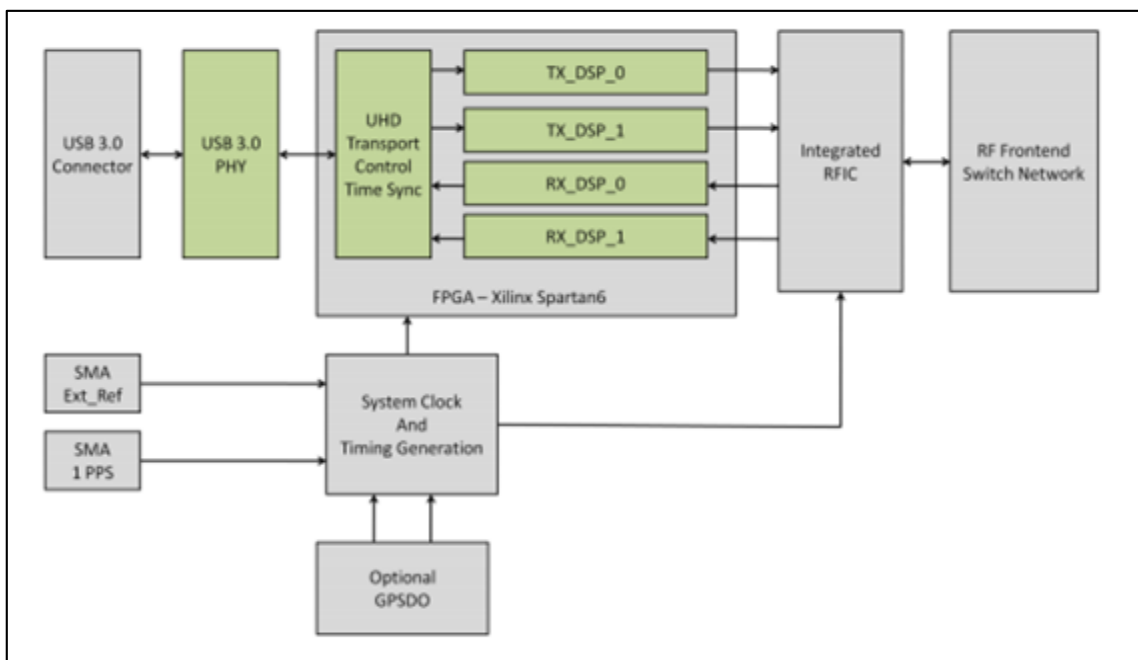 USB 3.0
Connector
USB 3.0
PHY
UHD
Transport
Control
Time Sync
TX_DSP_0
TX_DSP_1
RX_DSP_0
RX_DSP_1
FPGA – Xilinx Spartan6
Integrated
RFIC
RF Frontend
Switch Network
SMA
Ext_Ref
SMA
1 PPS
System Clock
And
Timing Generation
Optional
GPSDO